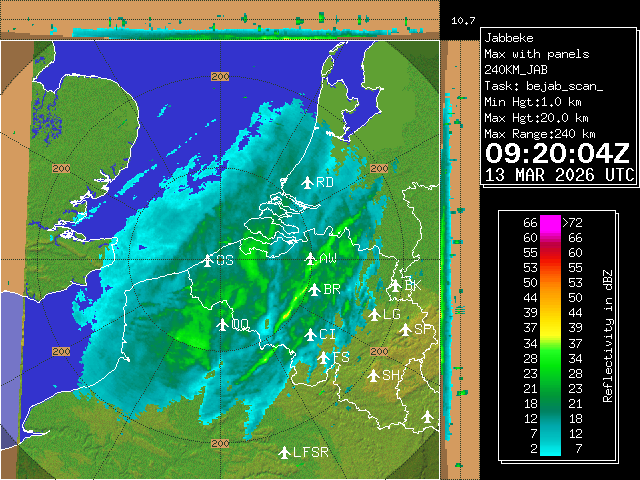 10.7
Jabbeke
Max with panels
240KM_JAB
Task: bejab_scan_
Min Hgt:1.0 km
Max Hgt:20.0 km
Max Range:240 km
09:20:04Z
13 MAR 2026 UTC
200
200
200
RD
OS
AW
BR
BK
LG
QQ
CI
SP
200
FS
200
SH
200
LFSR
66 >72
60 66
55 60
53 55
50 53
44 50
39 44
37 39
34 37
28 34
23 28
21 23
18 21
12 18
7 12
2 7
Reflectivity in dBZ